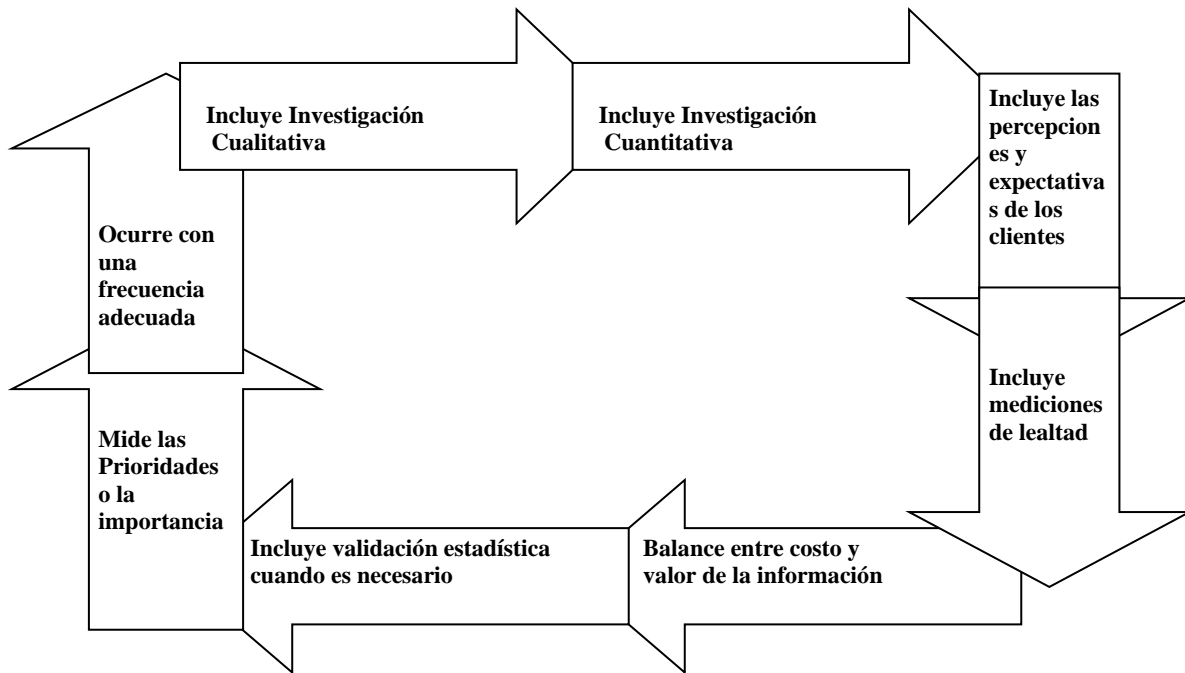 Incluye Investigación
Cualitativa
Incluye Investigación
Cuantitativa
Incluye las
percepcion
es y
expectativa
s de los
clientes
Incluye
mediciones
de lealtad
Balance entre costo y
valor de la información
Incluye validación estadística
cuando es necesario
Mide las
Prioridades
o la
importancia
Ocurre con
una
frecuencia
adecuada